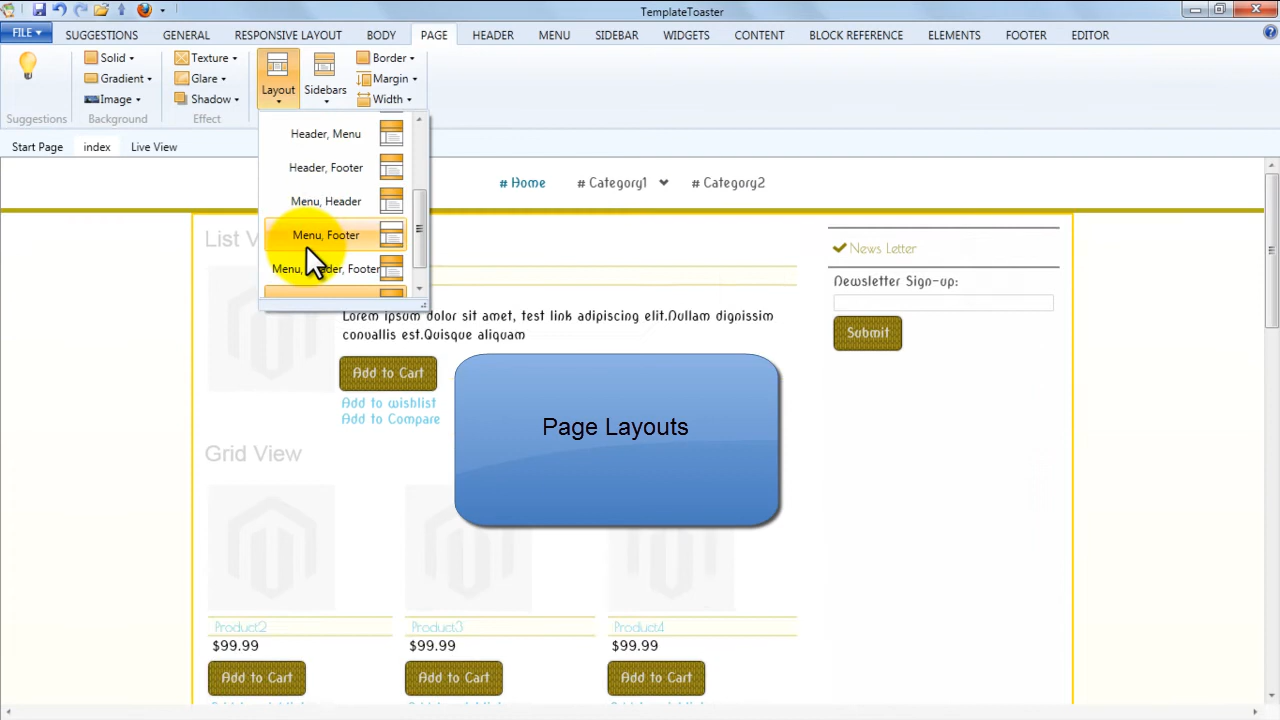 TemplateToaster
FILE
SUGGESTIONS
GENERAL
RESPONSIVE LAYOUT
BODY
PAGE
HEADER
MENU
SIDEBAR
WIDGETS
CONTENT
BLOCK REFERENCE
ELEMENTS
FOOTER
EDITOR
Solid
Gradient
Image
Texture
Glare
Shadow
Layout
Sidebars
Border
Margin
Width
Suggestions
Background
Effect
Start Page
index
Live View
Header, Menu
Header, Footer
Menu, Header
Menu, Footer
Menu, Footer
# Home
# Category1
# Category2
List V
News Letter
Newsletter Sign-up:
Submit
Lorem ipsum dolor sit amet, test link adipiscing elit.Nullam dignissim
convallis est.Quisque aliquam
Add to Cart
Add to wishlist
Add to Compare
Page Layouts
Grid View
Product2
Product3
Product4
$99.99
$99.99
$99.99
Add to Cart
Add to Cart
Add to Cart